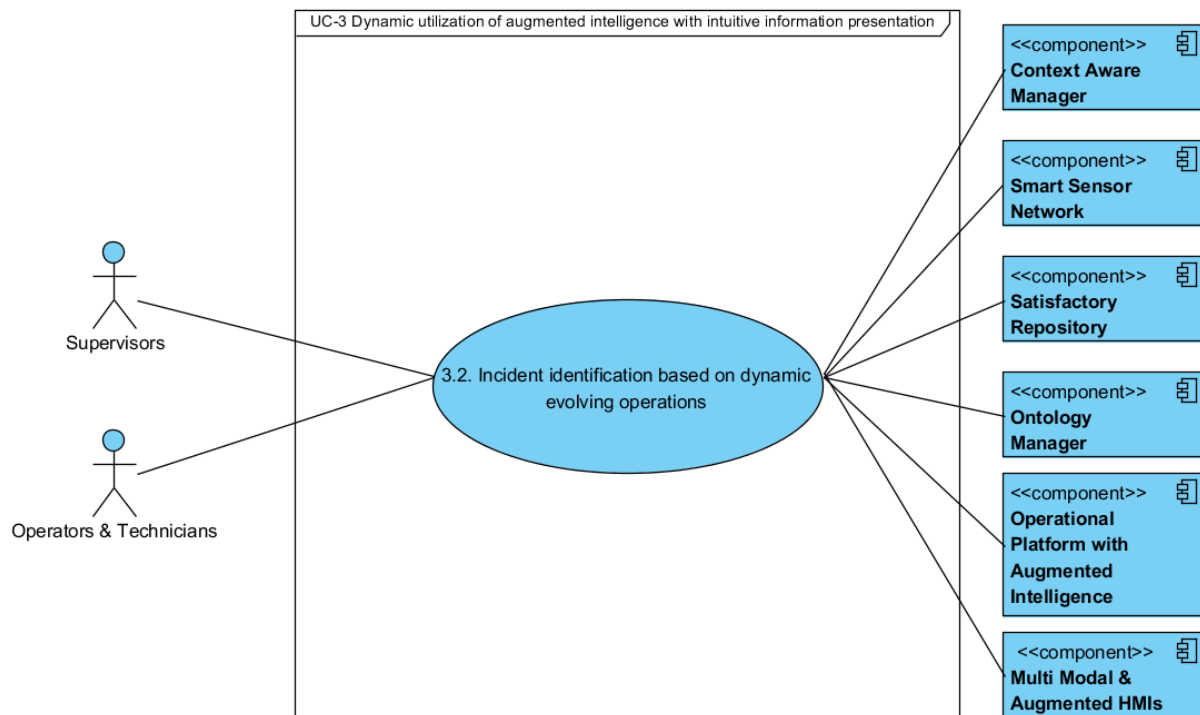 UC-3 Dynamic utilization of augmented intelligence with intuitive information presentation
<<component>>
Context Aware
Manager
<<component>>
Smart Sensor
Network
<<component>>
Satisfactory
Repository
<<component>>
Ontology
Manager
<<component>>
Operational
Platform with
Augmented
Intelligence
<<component>>
Multi Modal &
Augmented HMIs
Supervisors
Operators & Technicians
3.2. Incident identification based on dynamic
evolving operations